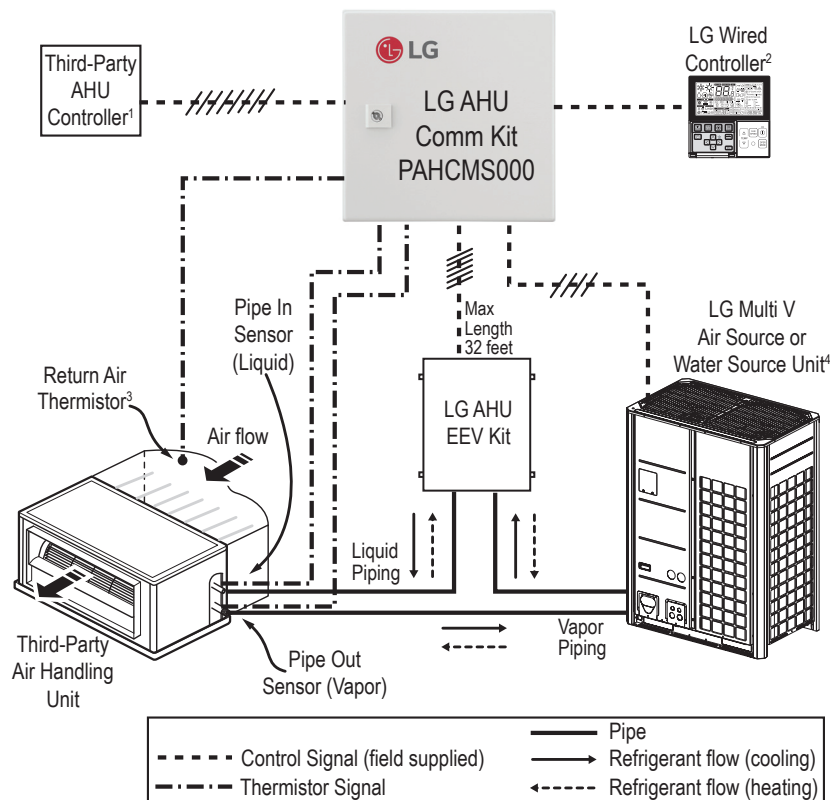 Third-Party
AHU
Controller1
LG
LG AHU
Comm Kit
PAHCMS000
LG Wired
Controller2
Pipe In
Sensor
(Liquid)
Max
Length
32 feet
LG Multi V
Air Source or
Water Source Unit4
Return Air
Thermistor3
Air flow
LG AHU
EEV Kit
Liquid
Piping
Third-Party
Air Handling
Unit
Pipe Out
Sensor (Vapor)
Vapor
Piping
Control Signal (field supplied)
Thermistor Signal
Pipe
Refrigerant flow (cooling)
Refrigerant flow (heating)